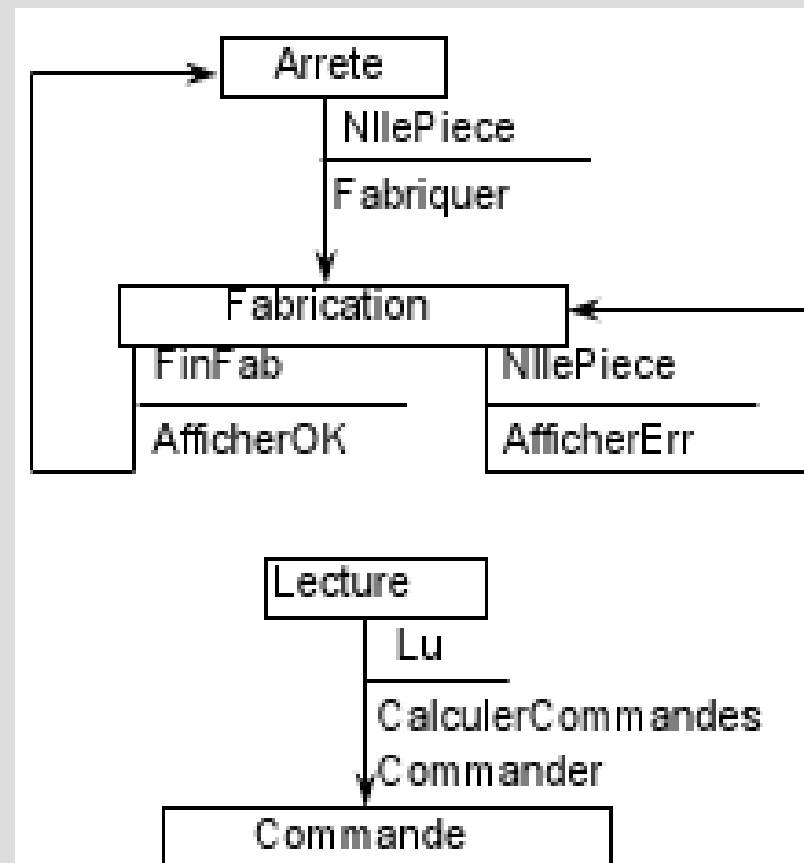 Arrete
NllePiece
Fabriquer
Fabrication
FinFab
NllePiece
AfficherOK
AfficherErr
Lecture
Lu
CalculerCommandes
Commander
Commande